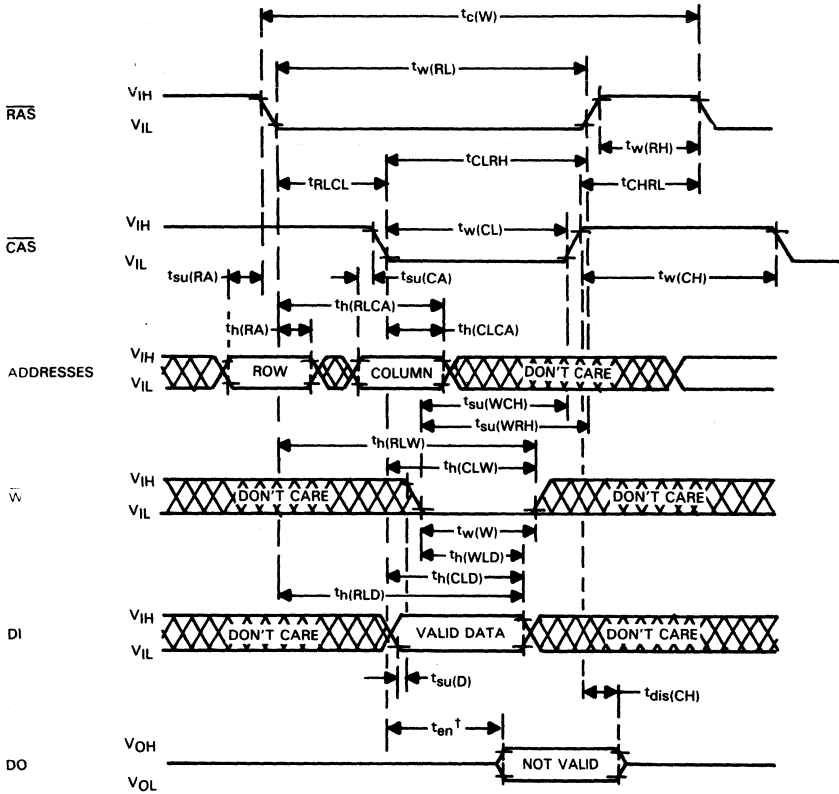 tc(W)
tw(RL)
RAS
VIH
VIL
tw(RH)
tCLRH
tRLCL
tCHRL
CAS
VIH
VIL
tw(CL)
tsu(RA)
tsu(CA)
tw(CH)
th(RLCA)
th(RA)
th(CLCA)
ADDRESSES
VIH
VIL
ROW
COLUMN
DON'T CARE
tsu(WCH)
tsu(WRH)
th(RLW)
th(CLW)
W
VIH
VIL
DON'T CARE
DON'T CARE
tw(W)
th(WLD)
th(CLD)
th(RLD)
DI
VIH
VIL
DON'T CARE
VALID DATA
DON'T CARE
tsu(D)
tdis(CH)
ten†
DO
VOH
VOL
NOT VALID